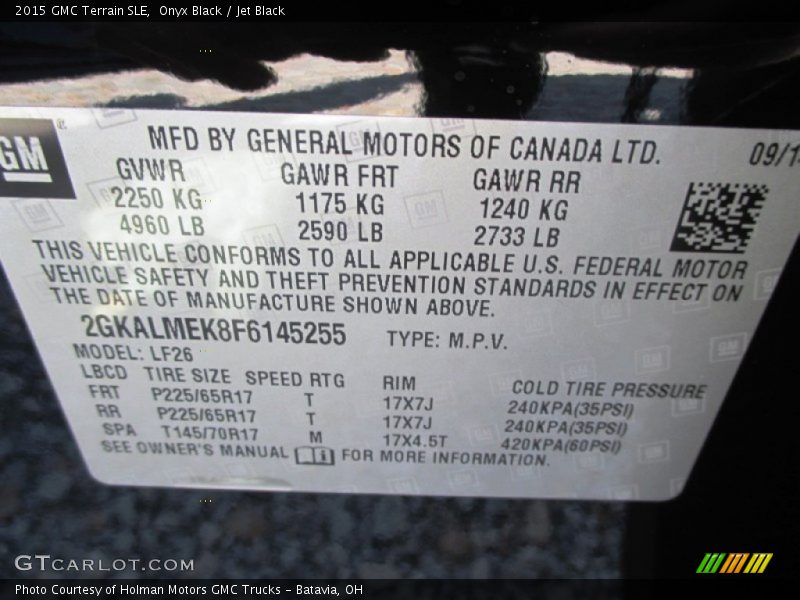 2015 GMC Terrain SLE, Onyx Black / Jet Black
GM
MFD BY GENERAL MOTORS OF CANADA LTD.
GVWR GAWR FRT GAWR RR
2250 KG 1175 KG 1240 KG
4960 LB 2590 LB 2733 LB
THIS VEHICLE CONFORMS TO ALL APPLICABLE U.S. FEDERAL MOTOR
VEHICLE SAFETY AND THEFT PREVENTION STANDARDS IN EFFECT ON
THE DATE OF MANUFACTURE SHOWN ABOVE.
2GKALMEK8F6145255 TYPE: M.P.V.
MODEL: LF26
LBCD TIRE SIZE SPEED RTG RIM COLD TIRE PRESSURE
FRT P225/65R17 T 17X7J 240KPA(35PSI)
RR P225/65R17 T 17X7J 240KPA(35PSI)
SPA T145/70R17 M 17X4.5T 420KPA(60PSI)
SEE OWNER'S MANUAL FOR MORE INFORMATION.
GTCARLOT.COM
Photo Courtesy of Holman Motors GMC Trucks - Batavia, OH